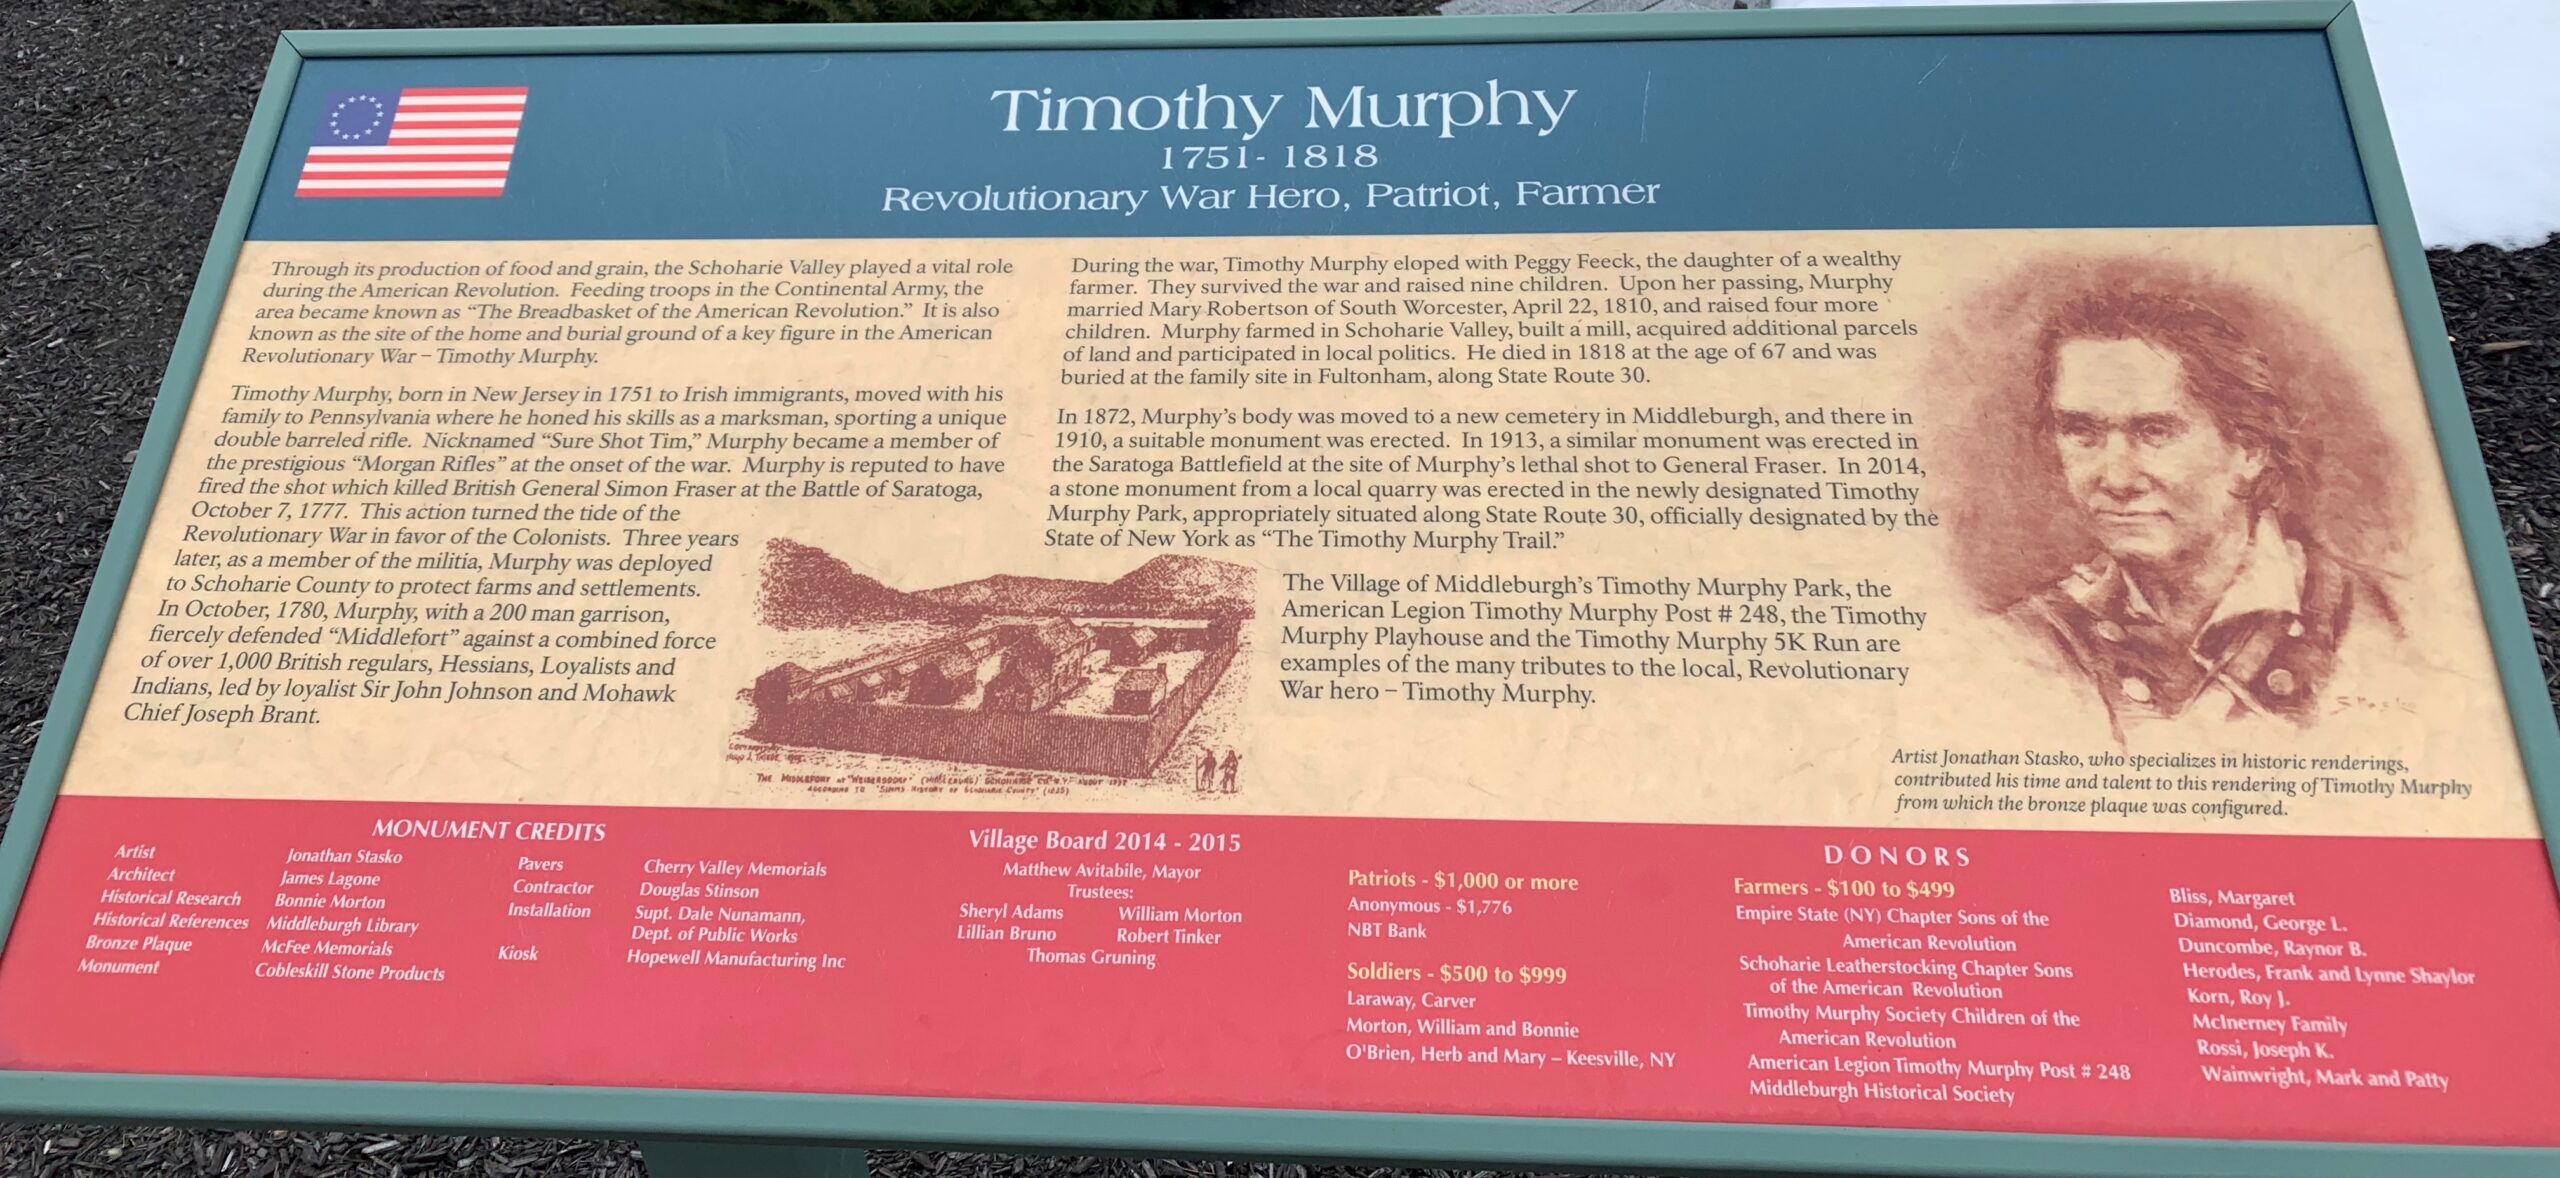 Timothy Murphy
1751- 1818
Revolutionary War Hero, Patriot, Farmer
Through its production of food and grain, the Schoharie Valley played a vital role
during the American Revolution. Feeding troops in the Continental Army, the
area became known as “The Breadbasket of the American Revolution.” It is also
known as the site of the home and burial ground of a key figure in the American
Revolutionary War – Timothy Murphy.
Timothy Murphy, born in New Jersey in 1751 to Irish immigrants, moved with his
family to Pennsylvania where he honed his skills as a marksman, sporting a unique
double barreled rifle. Nicknamed “Sure Shot Tim,” Murphy became a member of
the prestigious “Morgan Rifles” at the onset of the war. Murphy is reputed to have
fired the shot which killed British General Simon Fraser at the Battle of Saratoga,
October 7, 1777. This action turned the tide of the
Revolutionary War in favor of the Colonists. Three years
later, as a member of the militia, Murphy was deployed
to Schoharie County to protect farms and settlements.
In October, 1780, Murphy, with a 200 man garrison,
fiercely defended “Middlefort” against a combined force
of over 1,000 British regulars, Hessians, Loyalists and
Indians, led by loyalist Sir John Johnson and Mohawk
Chief Joseph Brant.
THE MIDDLEFORT AT "WEISERSDORF" (MIDDLEBURG) SCHOHARIE CO. N.Y. ABOUT
ACCORDING TO "SIMMS HISTORY OF SCHOHARIE COUNTY"
During the war, Timothy Murphy eloped with Peggy Feeck, the daughter of a wealthy
farmer. They survived the war and raised nine children. Upon her passing, Murphy
married Mary Robertson of South Worcester, April 22, 1810, and raised four more
children. Murphy farmed in Schoharie Valley, built a mill, acquired additional parcels
of land and participated in local politics. He died in 1818 at the age of 67 and was
buried at the family site in Fultonham, along State Route 30.
In 1872, Murphy’s body was moved to a new cemetery in Middleburgh, and there in
1910, a suitable monument was erected. In 1913, a similar monument was erected in
the Saratoga Battlefield at the site of Murphy’s lethal shot to General Fraser. In 2014,
a stone monument from a local quarry was erected in the newly designated Timothy
Murphy Park, appropriately situated along State Route 30, officially designated by the
State of New York as “The Timothy Murphy Trail.”
The Village of Middleburgh’s Timothy Murphy Park, the
American Legion Timothy Murphy Post # 248, the Timothy
Murphy Playhouse and the Timothy Murphy 5K Run are
examples of the many tributes to the local, Revolutionary
War hero – Timothy Murphy.
Stasko
Artist Jonathan Stasko, who specializes in historic renderings,
contributed his time and talent to this rendering of Timothy Murphy
from which the bronze plaque was configured.
MONUMENT CREDITS
Artist Jonathan Stasko
Architect James Lagone
Historical Research Bonnie Morton
Historical References Middleburgh Library
Bronze Plaque McFee Memorials
Monument Cobleskill Stone Products
Pavers Cherry Valley Memorials
Contractor Douglas Stinson
Installation Supt. Dale Nunamann,
Dept. of Public Works
Kiosk Hopewell Manufacturing Inc
Village Board 2014 - 2015
Matthew Avitabile, Mayor
Trustees:
Sheryl Adams William Morton
Lillian Bruno Robert Tinker
Thomas Gruning
DONORS
Patriots - $1,000 or more
Anonymous - $1,776
NBT Bank
Soldiers - $500 to $999
Laraway, Carver
Morton, William and Bonnie
O'Brien, Herb and Mary – Keesville, NY
Farmers - $100 to $499
Empire State (NY) Chapter Sons of the
American Revolution
Schoharie Leatherstocking Chapter Sons
of the American Revolution
Timothy Murphy Society Children of the
American Revolution
American Legion Timothy Murphy Post # 248
Middleburgh Historical Society
Bliss, Margaret
Diamond, George L.
Duncombe, Raynor B.
Herodes, Frank and Lynne Shaylor
Korn, Roy J.
McInerney Family
Rossi, Joseph K.
Wainwright, Mark and Patty